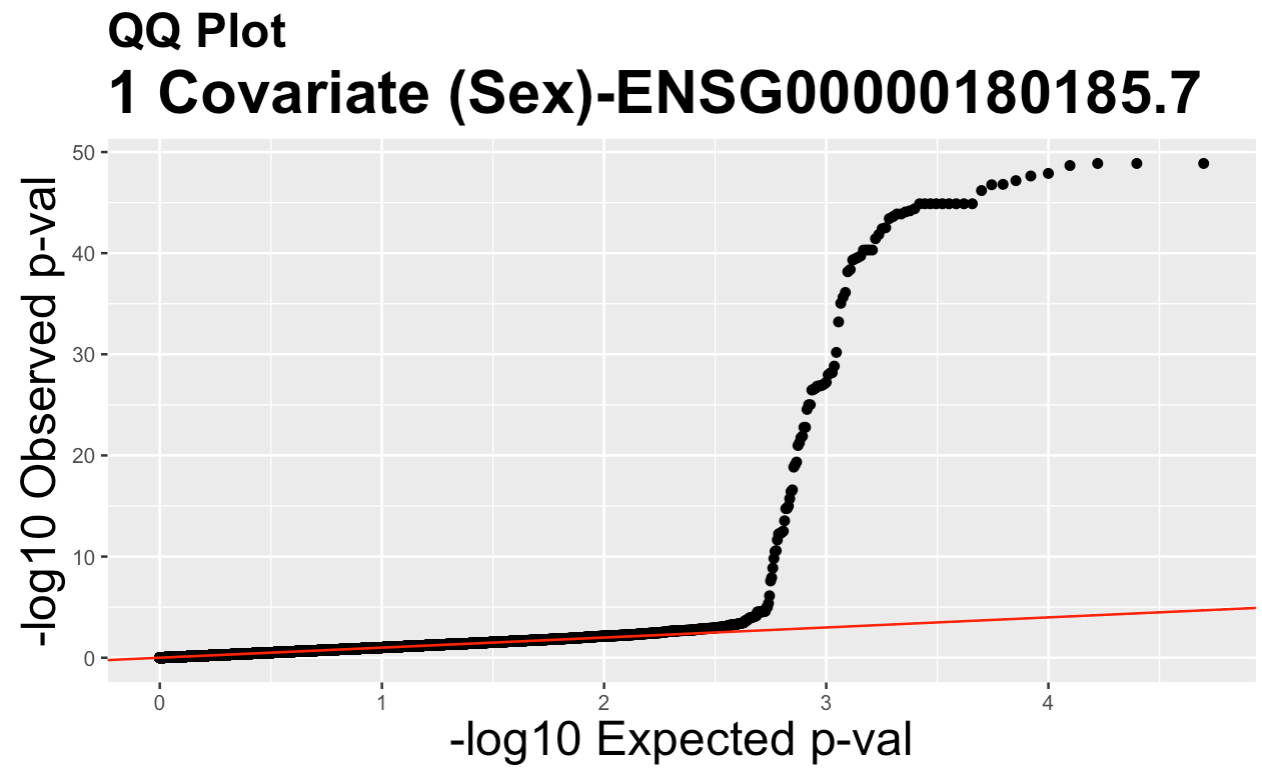 QQ Plot
1 Covariate (Sex)-ENSG00000180185.7
-log10 Observed p-val
50
40
30
20
10
0
0 1 2 3 4
-log10 Expected p-val